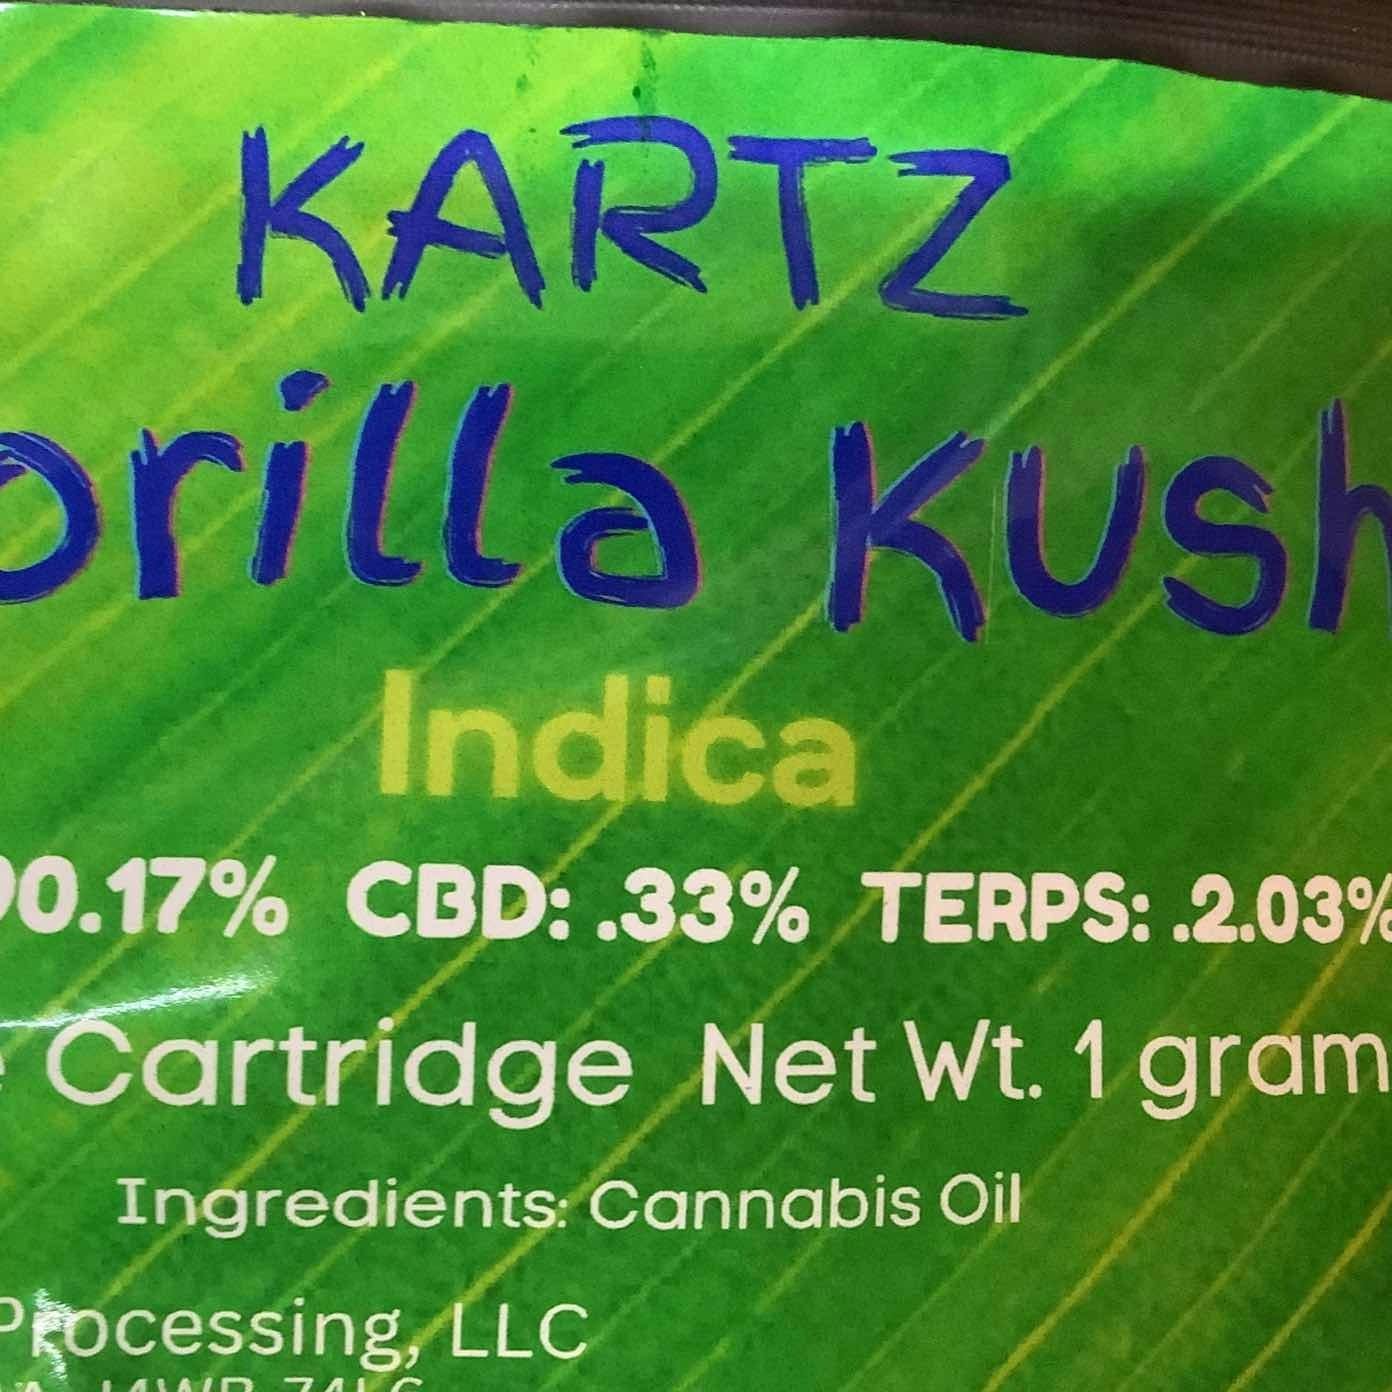 KARTZ
orilla Kush
Indica
90.17% CBD: .33% TERPS: .2.03%
e Cartridge Net Wt. 1 gram
Ingredients: Cannabis Oil
Processing, LLC